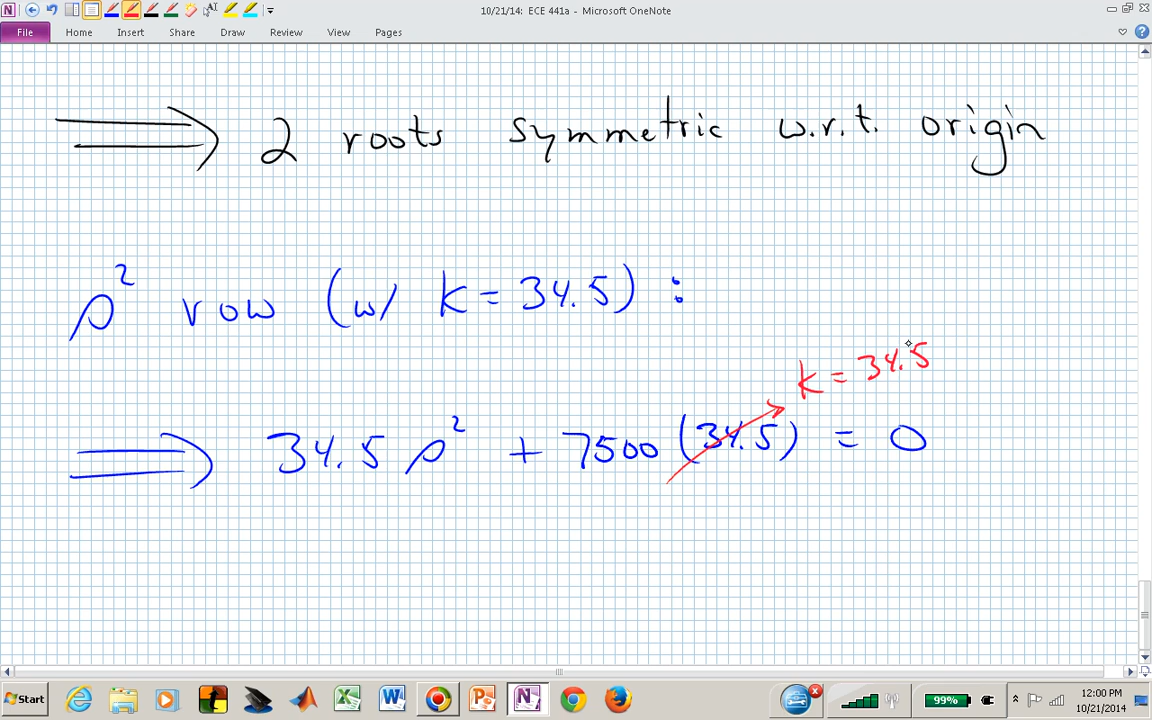 10/21/14: ECE 441a - Microsoft OneNote
File Home Insert Share Draw Review View Pages
⟹ 2 roots symmetric w.r.t. origin
s² row (w/ k = 34.5) :
k = 34.5
⟹ 34.5 s² + 7500 (34.5) = 0
Start 99% 12:00 PM
10/21/2014